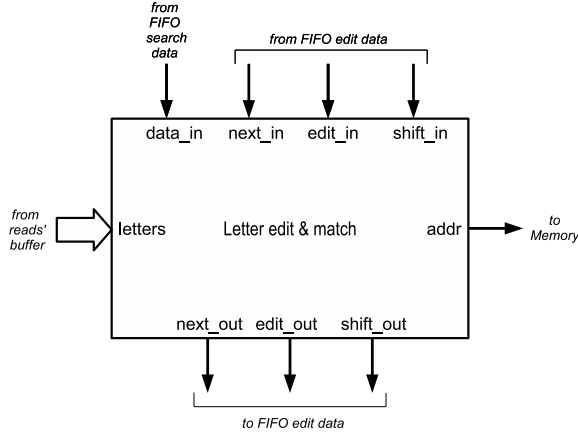 from
FIFO
search
data
from FIFO edit data
data_in next_in edit_in shift_in
from
reads'
buffer
letters
Letter edit & match
addr
to
Memory
next_out edit_out shift_out
to FIFO edit data